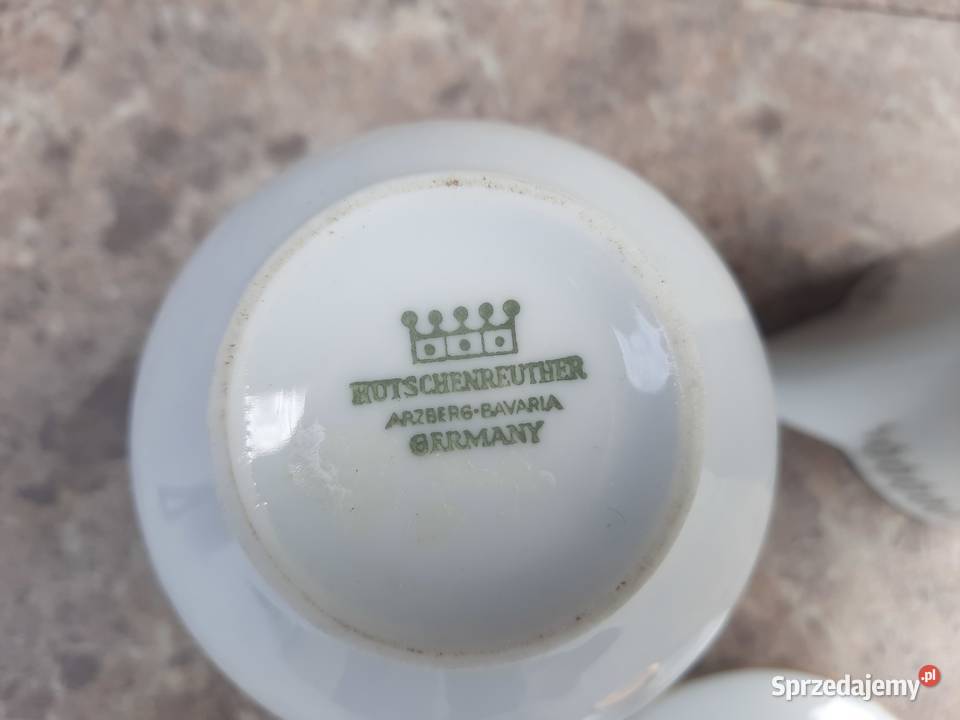 HUTSCHENREUTHER
ARZBERG·BAVARIA
GERMANY
Sprzedajemy.pl